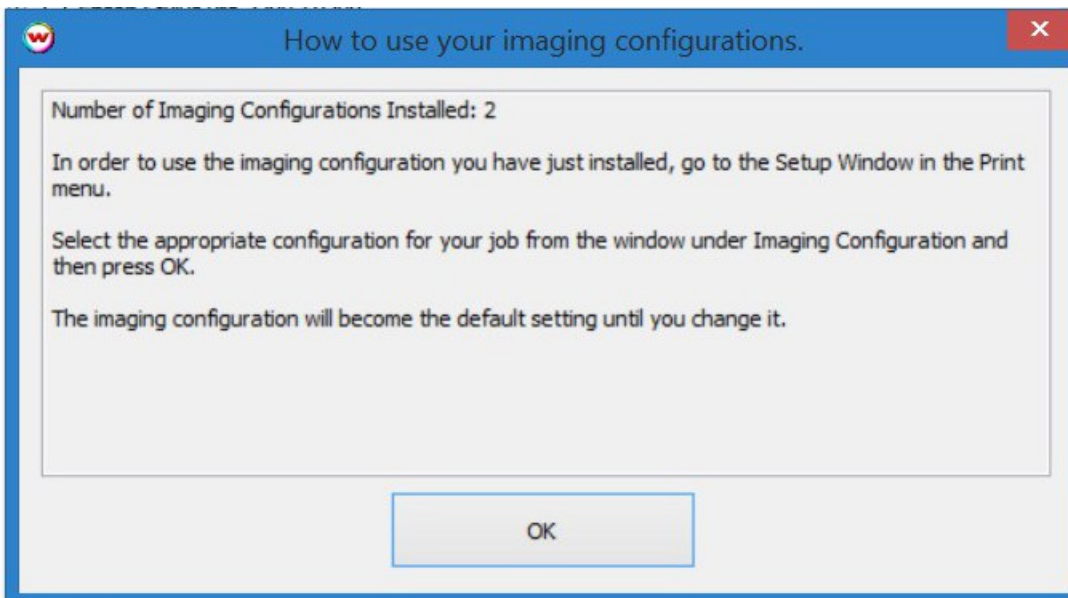 How to use your imaging configurations.
Number of Imaging Configurations Installed: 2
In order to use the imaging configuration you have just installed, go to the Setup Window in the Print
menu.
Select the appropriate configuration for your job from the window under Imaging Configuration and
then press OK.
The imaging configuration will become the default setting until you change it.
OK